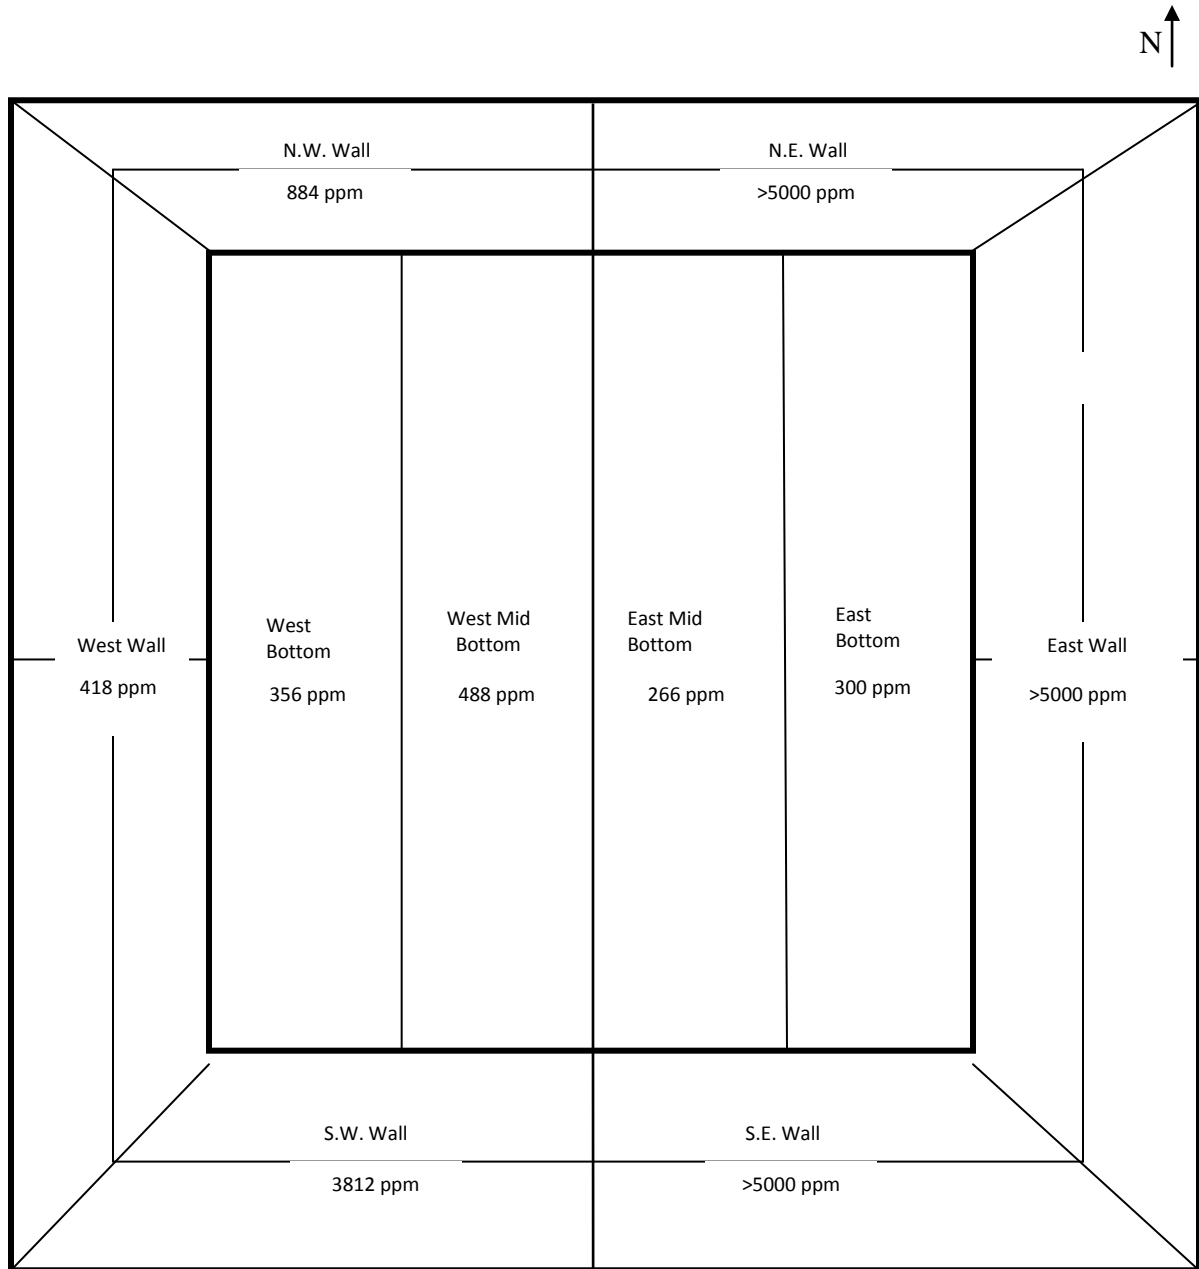 N
N.W. Wall
884 ppm
N.E. Wall
>5000 ppm
West Wall
418 ppm
West
Bottom
356 ppm
West Mid
Bottom
488 ppm
East Mid
Bottom
266 ppm
East
Bottom
300 ppm
East Wall
>5000 ppm
S.W. Wall
3812 ppm
S.E. Wall
>5000 ppm